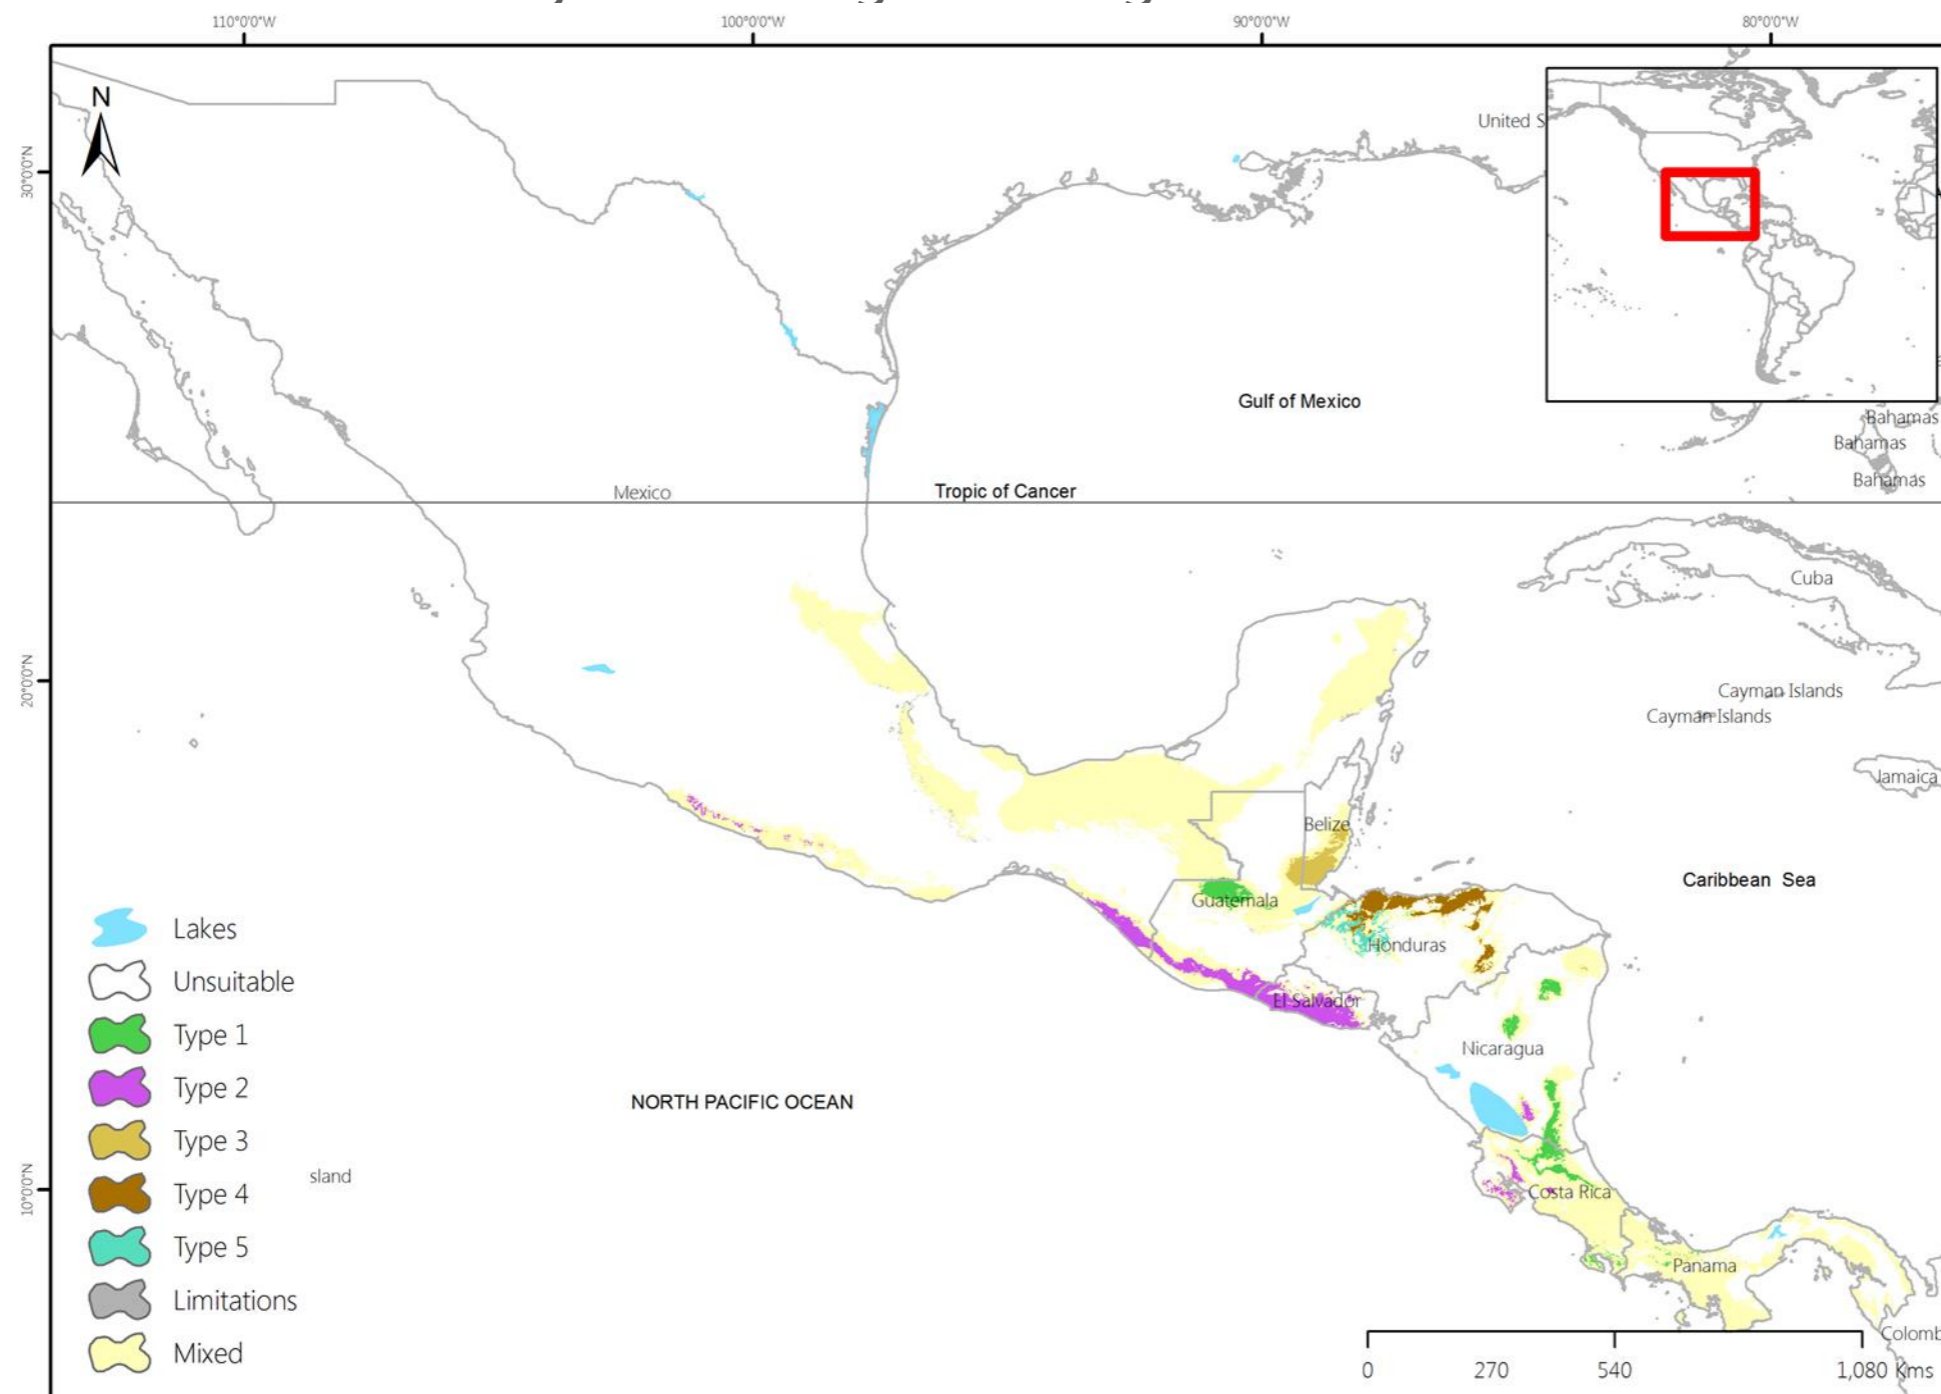 110°0'0"W 100°0'0"W 90°0'0"W 80°0'0"W
N
30°0'0"N
20°0'0"N
10°0'0"N
United S
Gulf of Mexico
Bahamas
Bahamas
Bahamas
Mexico
Tropic of Cancer
Cuba
Cayman Islands
Cayman Islands
Jamaica
Belize
Caribbean Sea
Guatemala
Honduras
El Salvador
Nicaragua
NORTH PACIFIC OCEAN
sland
Costa Rica
Panama
Colomb
Lakes
Unsuitable
Type 1
Type 2
Type 3
Type 4
Type 5
Limitations
Mixed
0 270 540 1,080 Kms